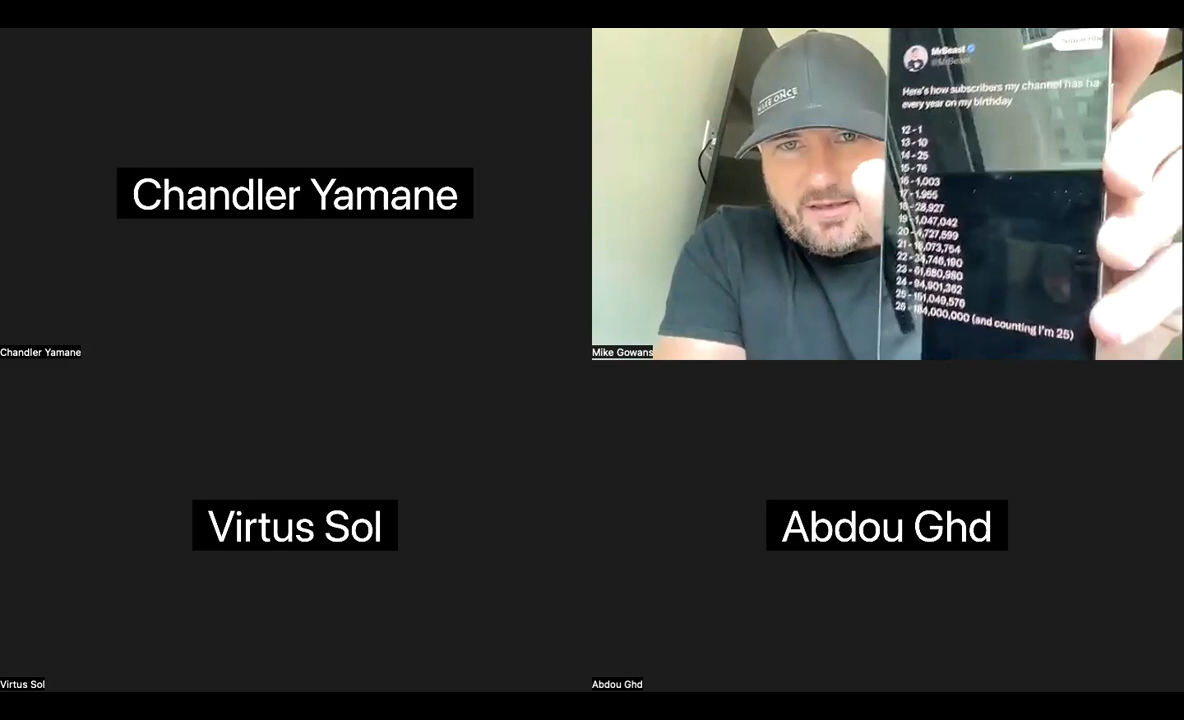 Chandler Yamane
Chandler Yamane
MAKE ONCE
MrBeast
@MrBeast
Here's how subscribers my channel has ha
every year on my birthday
12 - 1
13 - 10
14 - 25
15 - 76
16 - 1,003
17 - 1,955
18 - 28,927
19 - 1,047,042
20 - 4,727,599
21 - 16,073,754
22 - 34,746,190
23 - 61,680,980
24 - 94,901,362
25 - 161,049,576
26 - 184,000,000 (and counting I'm 25)
Mike Gowans
Virtus Sol
Virtus Sol
Abdou Ghd
Abdou Ghd